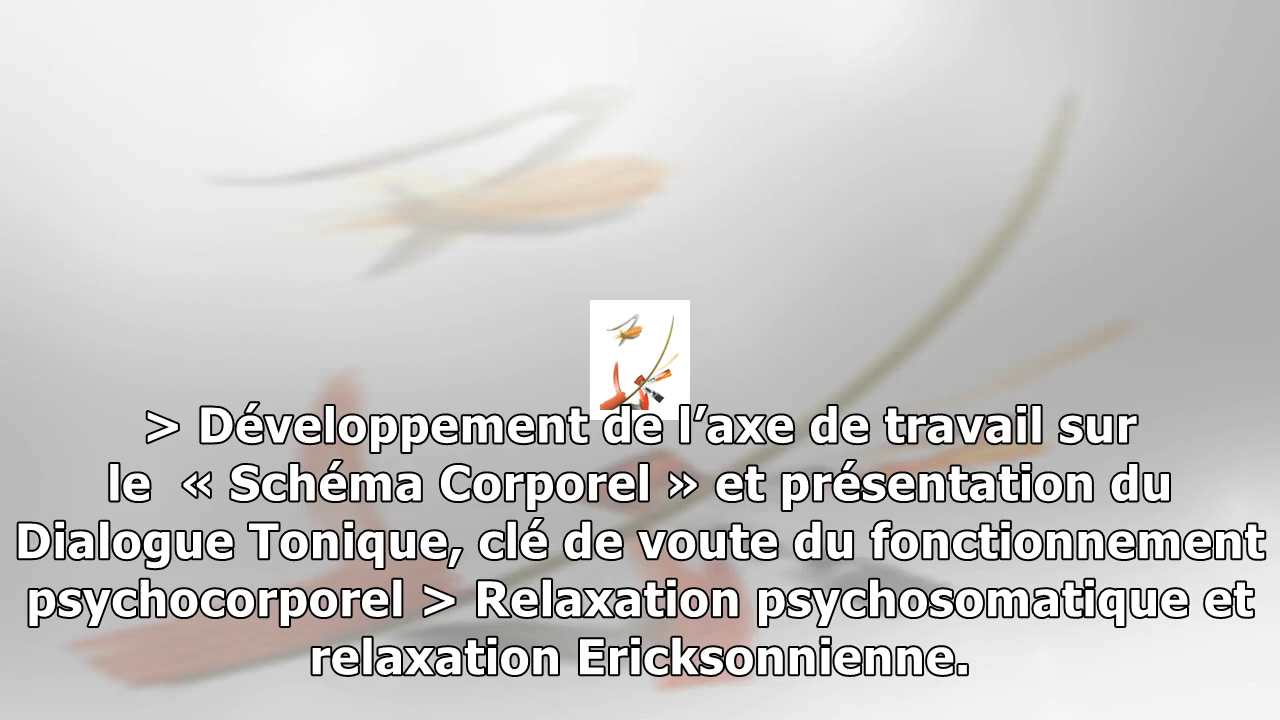 > Développement de l’axe de travail sur
le « Schéma Corporel » et présentation du
Dialogue Tonique, clé de voute du fonctionnement
psychocorporel > Relaxation psychosomatique et
relaxation Ericksonnienne.